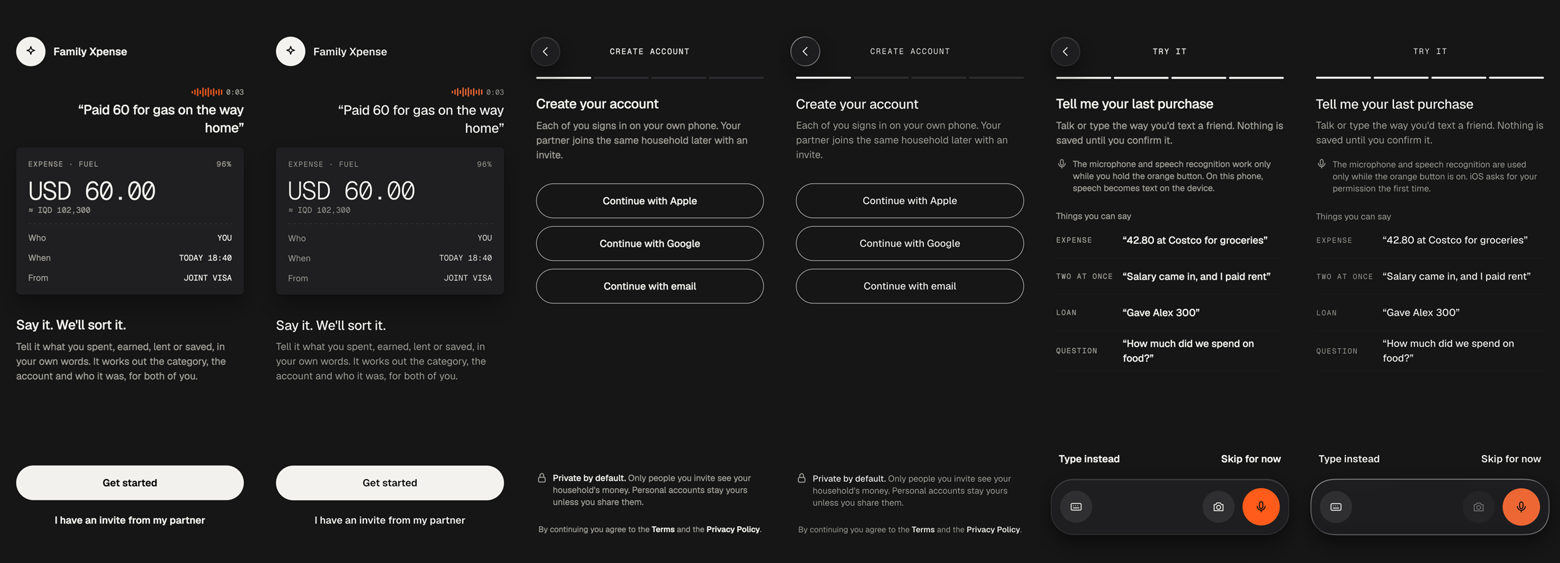 Family Xpense
0:03
“Paid 60 for gas on the way
home”
EXPENSE · FUEL 96%
USD 60.00
≈ IQD 102,300
Who YOU
When TODAY 18:40
From JOINT VISA
Say it. We'll sort it.
Tell it what you spent, earned, lent or saved, in
your own words. It works out the category, the
account and who it was, for both of you.
Get started
I have an invite from my partner
Family Xpense
0:03
“Paid 60 for gas on the way
home”
EXPENSE · FUEL 96%
USD 60.00
≈ IQD 102,300
Who YOU
When TODAY 18:40
From JOINT VISA
Say it. We'll sort it.
Tell it what you spent, earned, lent or saved, in
your own words. It works out the category, the
account and who it was, for both of you.
Get started
I have an invite from my partner
CREATE ACCOUNT
Create your account
Each of you signs in on your own phone. Your
partner joins the same household later with an
invite.
Continue with Apple
Continue with Google
Continue with email
Private by default. Only people you invite see your
household's money. Personal accounts stay yours
unless you share them.
By continuing you agree to the Terms and the Privacy Policy.
CREATE ACCOUNT
Create your account
Each of you signs in on your own phone. Your
partner joins the same household later with an
invite.
Continue with Apple
Continue with Google
Continue with email
Private by default. Only people you invite see your
household's money. Personal accounts stay yours
unless you share them.
By continuing you agree to the Terms and the Privacy Policy.
TRY IT
Tell me your last purchase
Talk or type the way you'd text a friend. Nothing is
saved until you confirm it.
The microphone and speech recognition work only
while you hold the orange button. On this phone,
speech becomes text on the device.
Things you can say
EXPENSE “42.80 at Costco for groceries”
TWO AT ONCE “Salary came in, and I paid rent”
LOAN “Gave Alex 300”
QUESTION “How much did we spend on
food?”
Type instead Skip for now
TRY IT
Tell me your last purchase
Talk or type the way you'd text a friend. Nothing is
saved until you confirm it.
The microphone and speech recognition are used
only while the orange button is on. iOS asks for your
permission the first time.
Things you can say
EXPENSE “42.80 at Costco for groceries”
TWO AT ONCE “Salary came in, and I paid rent”
LOAN “Gave Alex 300”
QUESTION “How much did we spend on
food?”
Type instead Skip for now